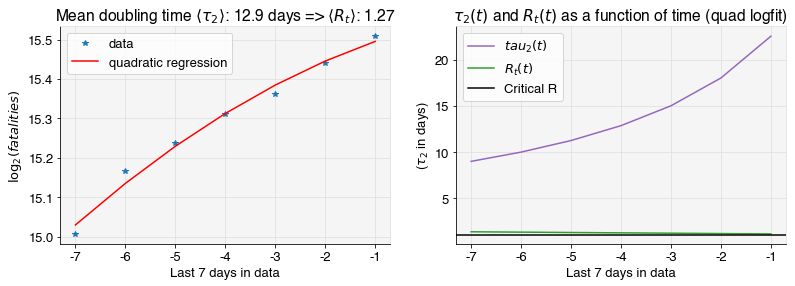 Mean doubling time ⟨τ₂⟩: 12.9 days => ⟨Rₜ⟩: 1.27
data
quadratic regression
log₂(fatalities)
15.5
15.4
15.3
15.2
15.1
15.0
-7 -6 -5 -4 -3 -2 -1
Last 7 days in data
τ₂(t) and Rₜ(t) as a function of time (quad logfit)
tau₂(t)
Rₜ(t)
Critical R
(τ₂ in days)
20
15
10
5
-7 -6 -5 -4 -3 -2 -1
Last 7 days in data